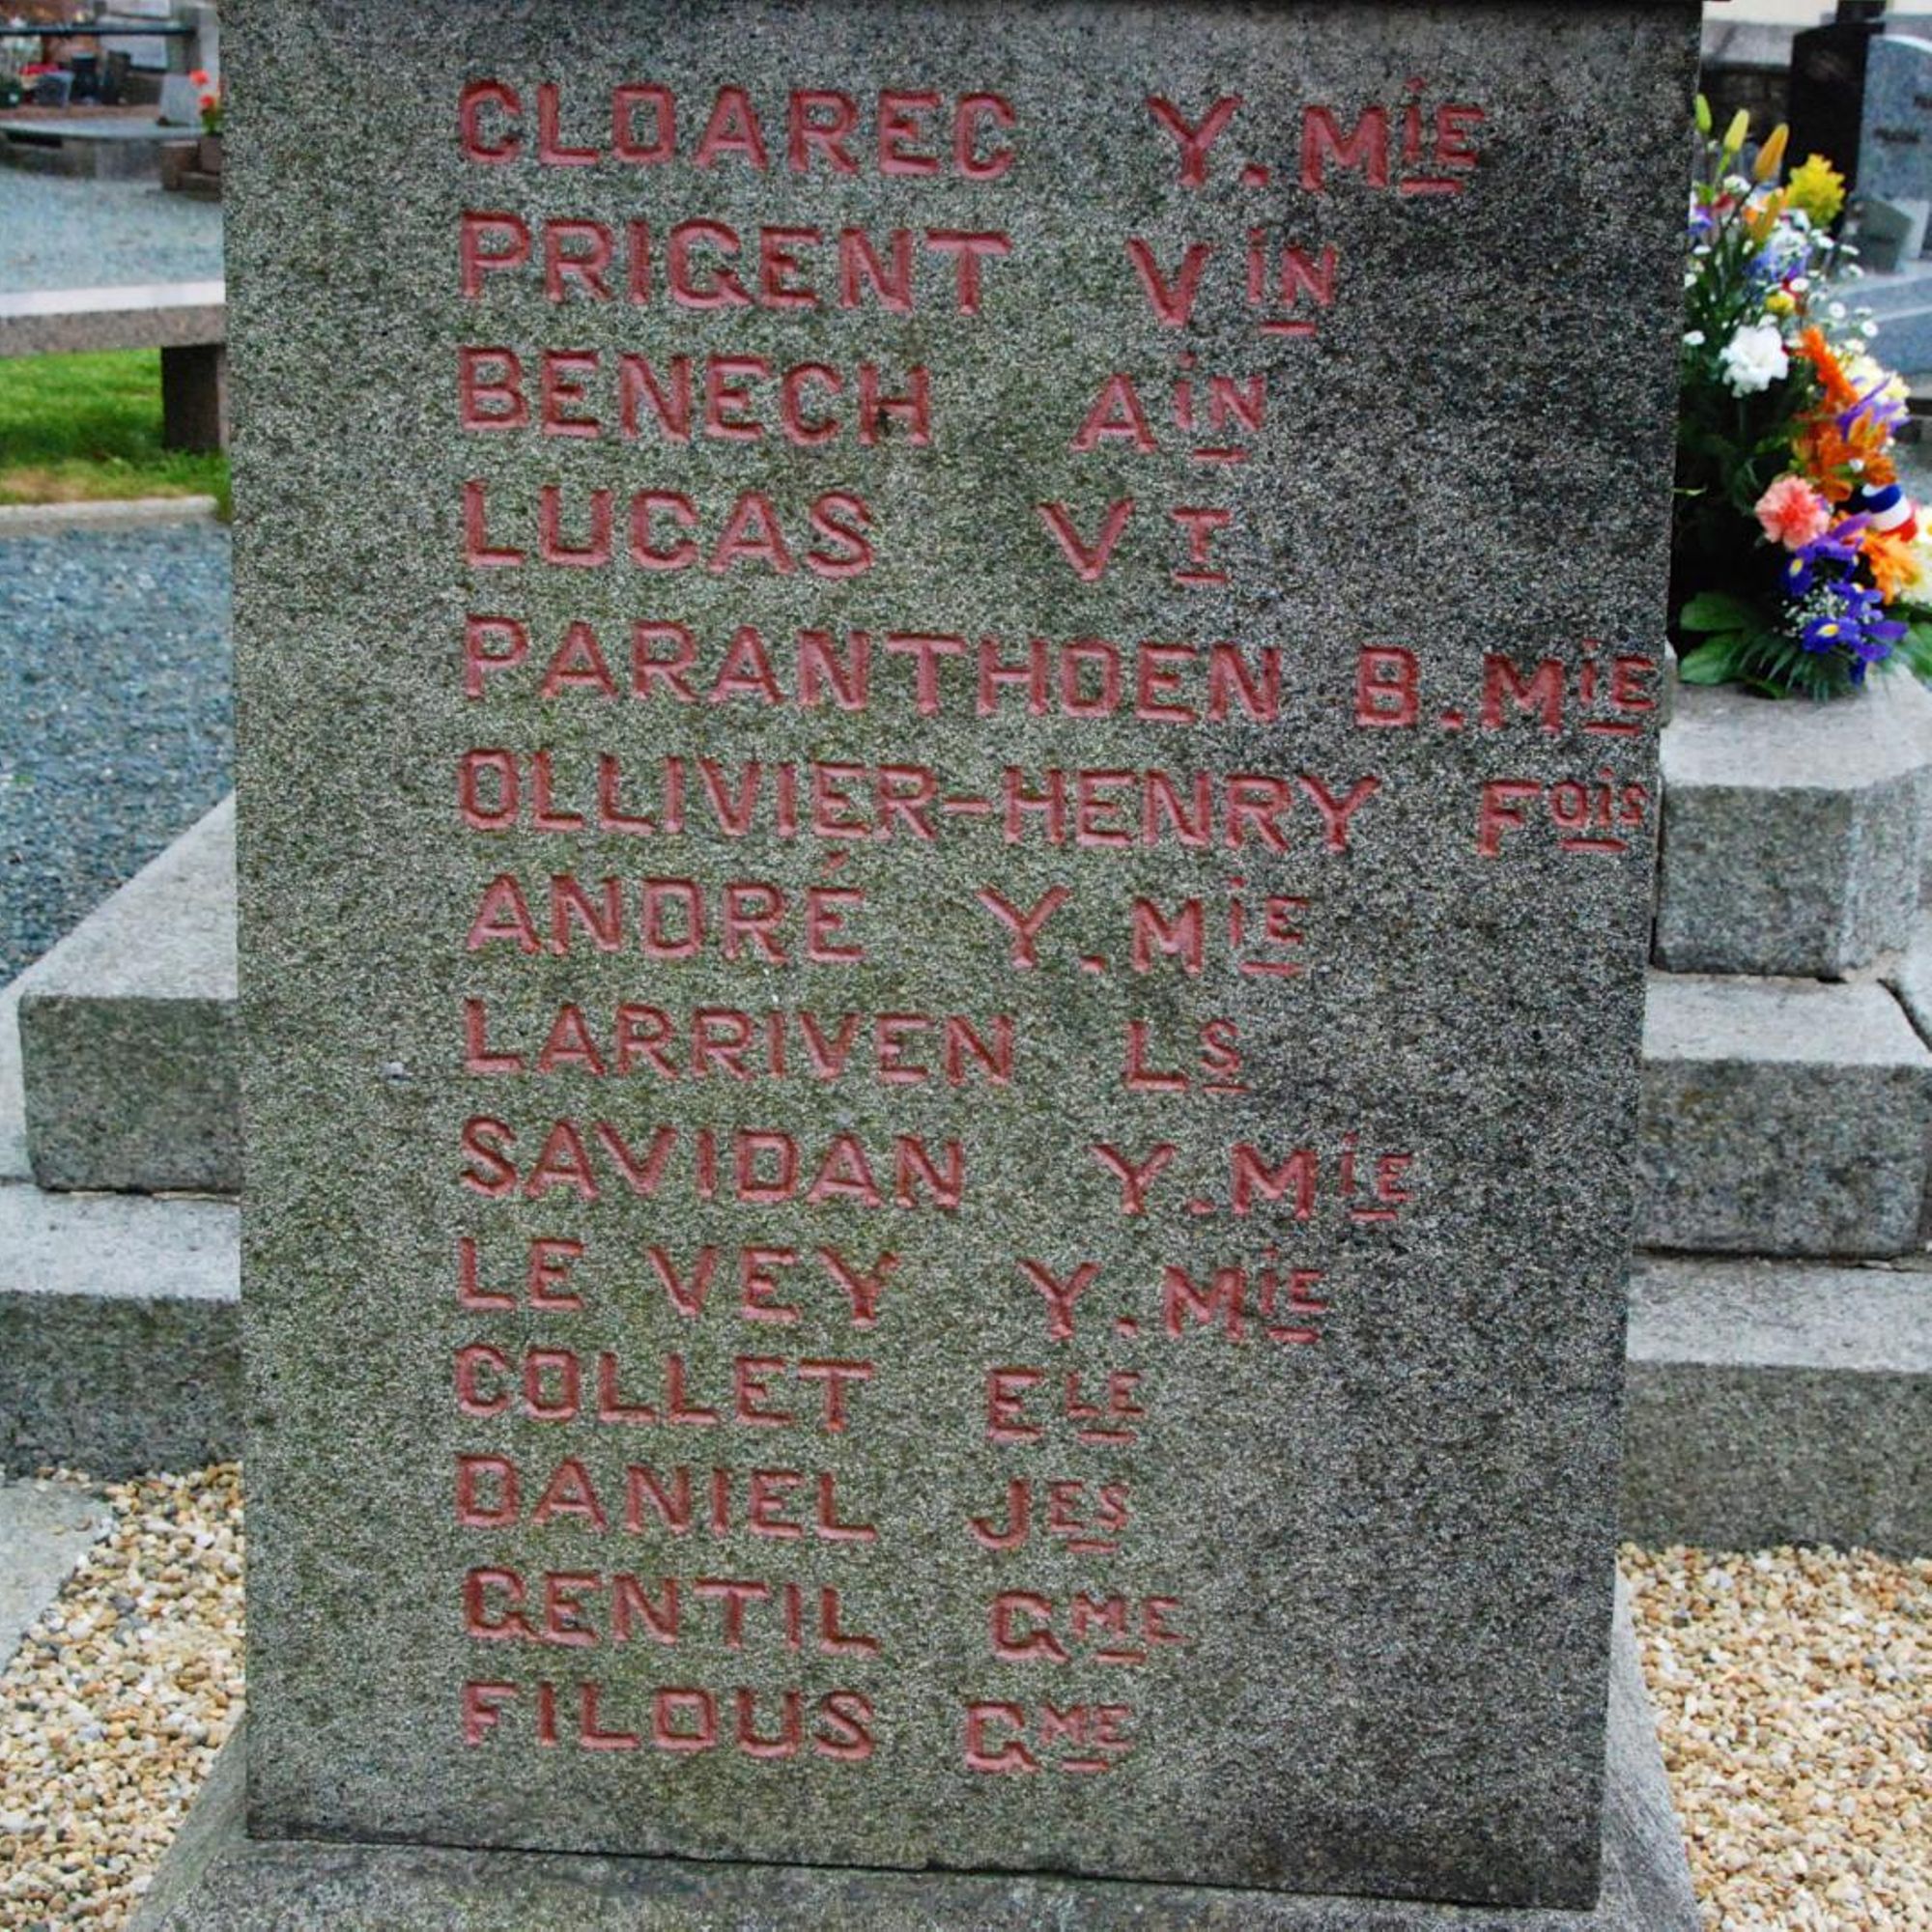 CLOAREC Y.MiE
PRIGENT ViN
BENECH AiN
LUCAS VT
PARANTHOEN B.MiE
OLLIVIER-HENRY FOiS
ANDRÉ Y.MiE
LARRIVEN LS
SAVIDAN Y.MiE
LE VEY Y.MiE
COLLET ELE
DANIEL JES
GENTIL GME
FILOUS GME